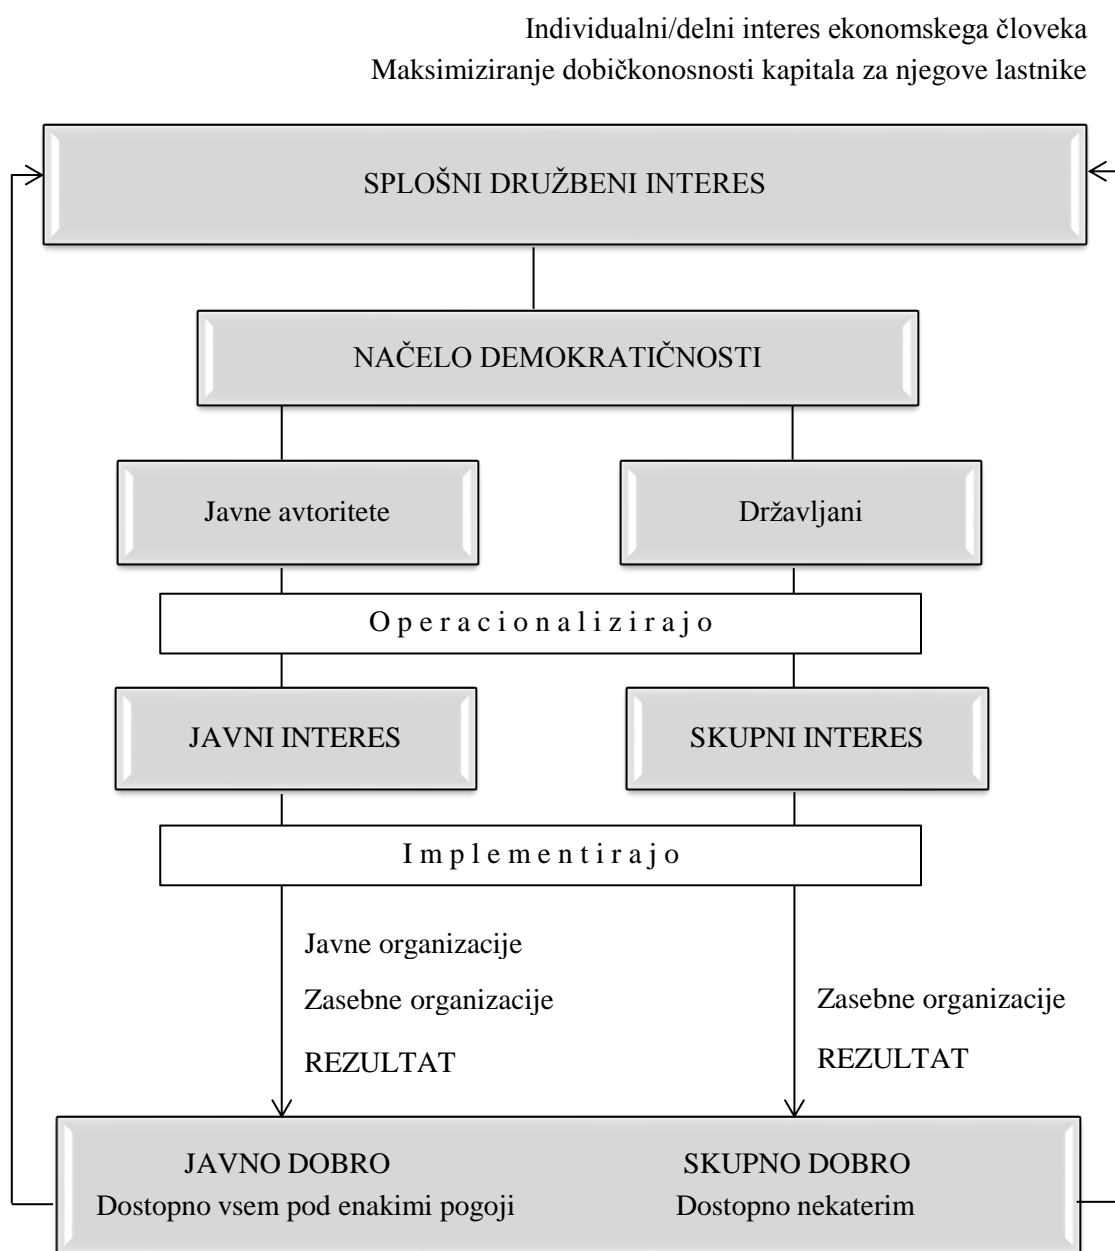 Individualni/delni interes ekonomskega človeka
Maksimiziranje dobičkonosnosti kapitala za njegove lastnike
SPLOŠNI DRUŽBENI INTERES
NAČELO DEMOKRATIČNOSTI
Javne avtoritete
Državljani
Operacionalizirajo
JAVNI INTERES
SKUPNI INTERES
Implementirajo
Javne organizacije
Zasebne organizacije
REZULTAT
Zasebne organizacije
REZULTAT
JAVNO DOBRO
Dostopno vsem pod enakimi pogoji
SKUPNO DOBRO
Dostopno nekaterim